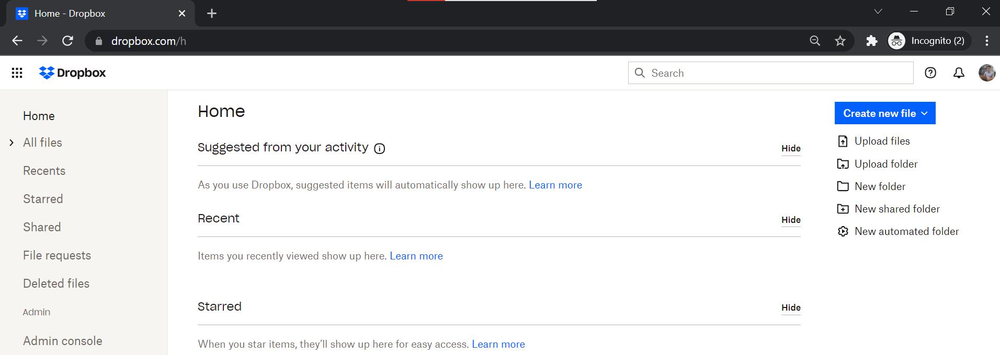 Home - Dropbox
dropbox.com/h
Incognito (2)
Dropbox
Search
Home
All files
Recents
Starred
Shared
File requests
Deleted files
Admin
Admin console
Home
Suggested from your activity
Hide
As you use Dropbox, suggested items will automatically show up here. Learn more
Recent
Hide
Items you recently viewed show up here. Learn more
Starred
Hide
When you star items, they’ll show up here for easy access. Learn more
Create new file
Upload files
Upload folder
New folder
New shared folder
New automated folder